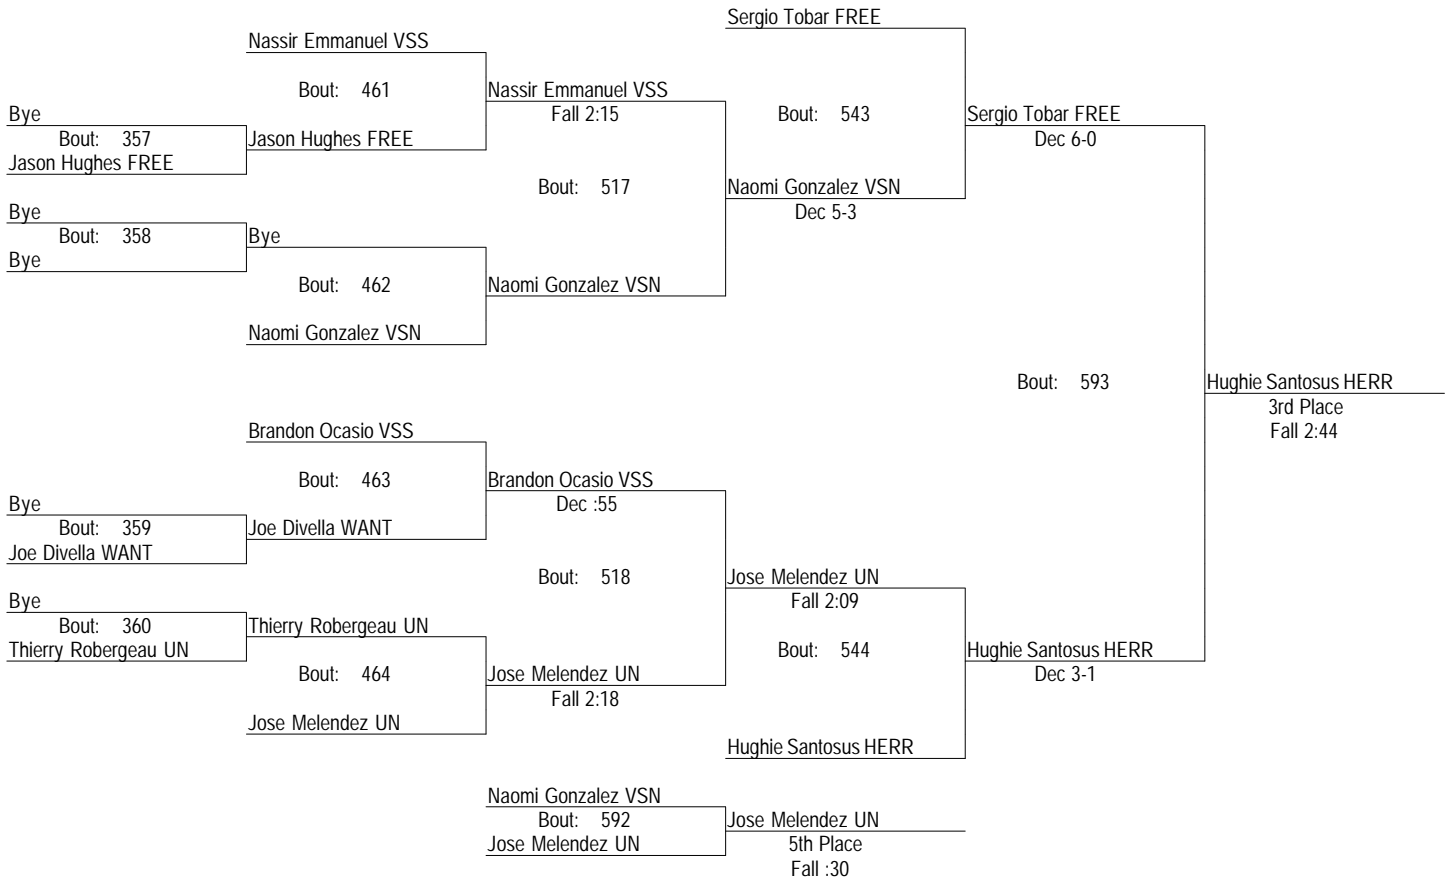 Sergio Tobar FREE
Nassir Emmanuel VSS
Bout: 461
Nassir Emmanuel VSS
Fall 2:15
Bye
Bout: 357
Jason Hughes FREE
Jason Hughes FREE
Bout: 543
Sergio Tobar FREE
Dec 6-0
Bout: 517
Naomi Gonzalez VSN
Dec 5-3
Bye
Bout: 358
Bye
Bye
Bout: 462
Naomi Gonzalez VSN
Naomi Gonzalez VSN
Bout: 593
Hughie Santosus HERR
3rd Place
Fall 2:44
Brandon Ocasio VSS
Bout: 463
Brandon Ocasio VSS
Dec :55
Bye
Bout: 359
Joe Divella WANT
Joe Divella WANT
Bout: 518
Jose Melendez UN
Fall 2:09
Bye
Bout: 360
Thierry Robergeau UN
Thierry Robergeau UN
Bout: 464
Jose Melendez UN
Fall 2:18
Jose Melendez UN
Bout: 544
Hughie Santosus HERR
Dec 3-1
Hughie Santosus HERR
Naomi Gonzalez VSN
Bout: 592
Jose Melendez UN
Jose Melendez UN
5th Place
Fall :30